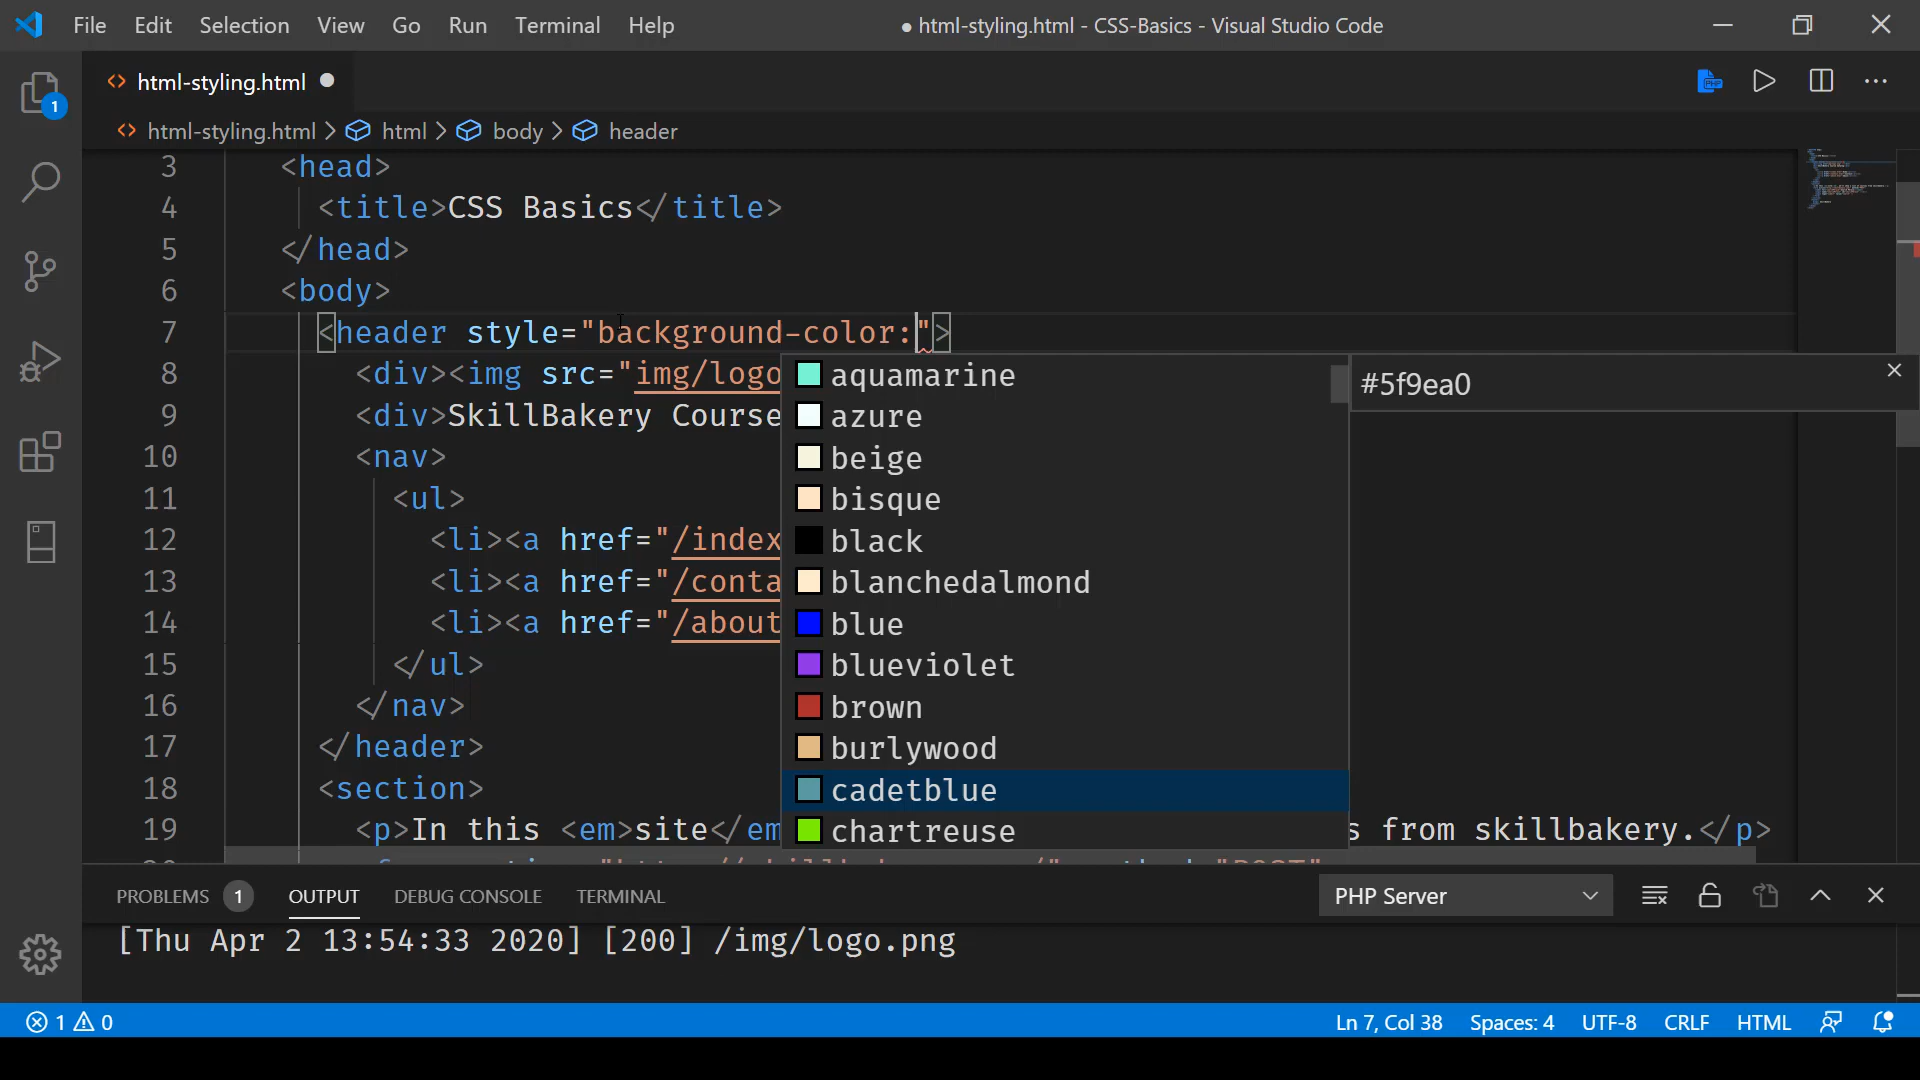 File Edit Selection View Go Run Terminal Help ● html-styling.html - CSS-Basics - Visual Studio Code
<> html-styling.html ●
<> html-styling.html > html > body > header
3 <head>
4 <title>CSS Basics</title>
5 </head>
6 <body>
7 <header style="background-color:">
8 <div><img src="img/logo
9 <div>SkillBakery Course
10 <nav>
11 <ul>
12 <li><a href="/index
13 <li><a href="/conta
14 <li><a href="/about
15 </ul>
16 </nav>
17 </header>
18 <section>
19 <p>In this <em>site</em s from skillbakery.</p>
aquamarine
azure
beige
bisque
black
blanchedalmond
blue
blueviolet
brown
burlywood
cadetblue
chartreuse
#5f9ea0
PROBLEMS 1 OUTPUT DEBUG CONSOLE TERMINAL PHP Server
[Thu Apr 2 13:54:33 2020] [200] /img/logo.png
1 0 Ln 7, Col 38 Spaces: 4 UTF-8 CRLF HTML
1
PHP